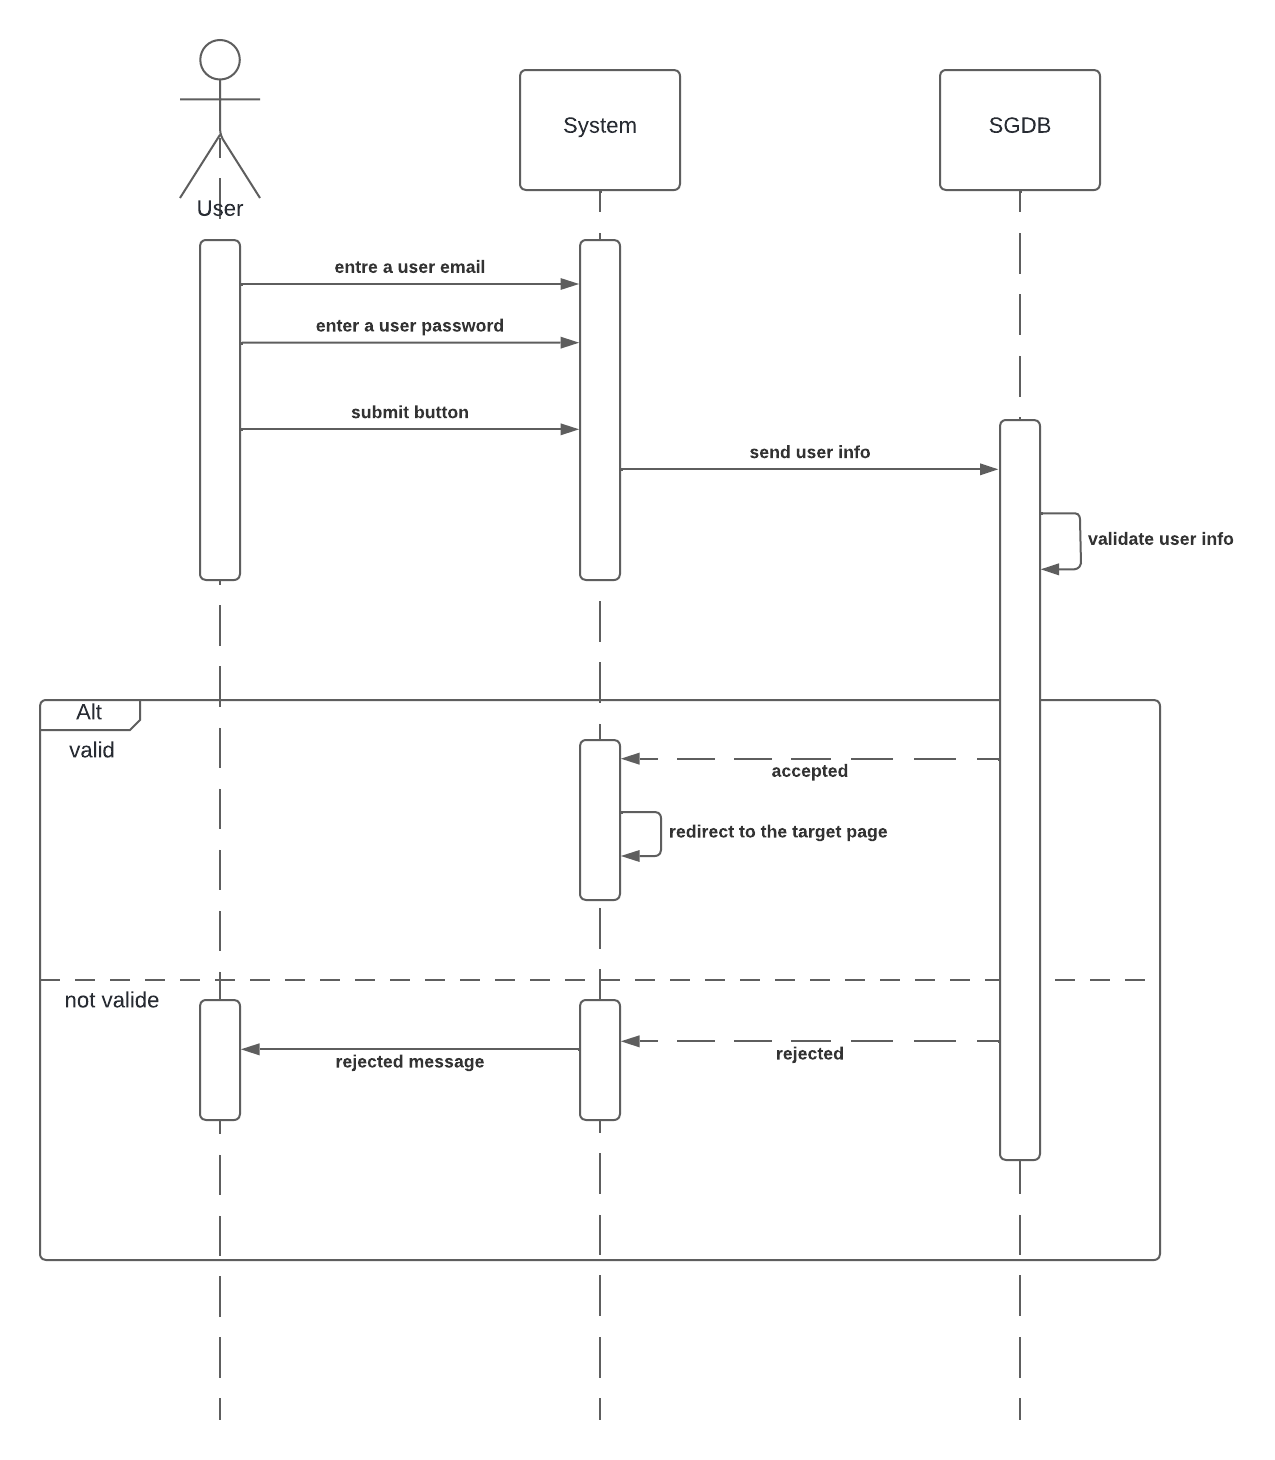 User
System
SGDB
entre a user email
enter a user password
submit button
send user info
validate user info
Alt
valid
accepted
redirect to the target page
not valide
rejected message
rejected